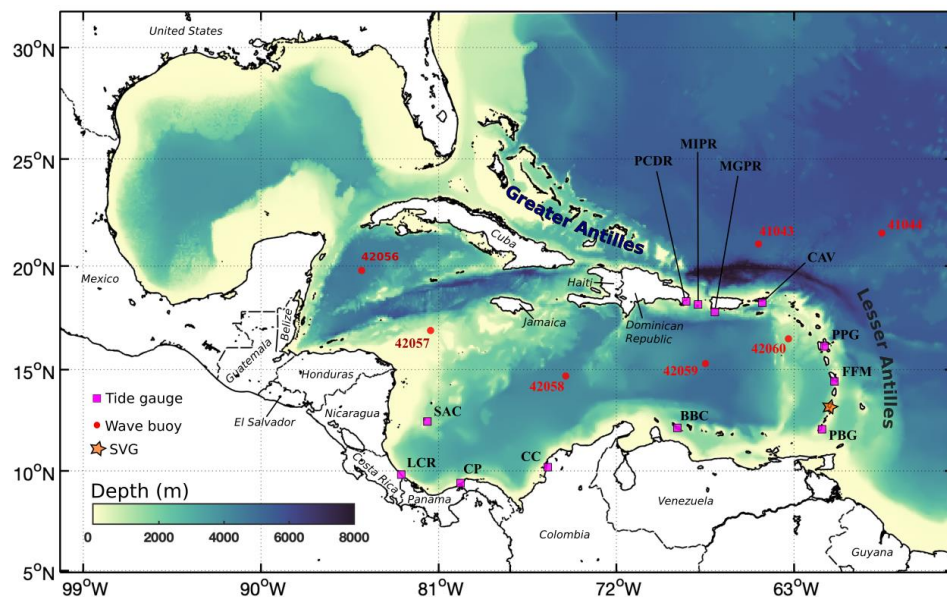 30°N
25°N
20°N
15°N
10°N
5°N
99°W
90°W
81°W
72°W
63°W
United States
Mexico
Cuba
Haiti
Jamaica
Dominican
Republic
Belize
Guatemala
Honduras
El Salvador
Nicaragua
Costa Rica
Panama
Colombia
Venezuela
Guyana
Greater Antilles
Lesser Antilles
PCDR
MIPR
MGPR
CAV
PPG
FFM
PBG
BBC
CC
CP
LCR
SAC
41043
42056
42057
42058
42059
42060
Tide gauge
Wave buoy
SVG
Depth (m)
0
2000
4000
6000
8000